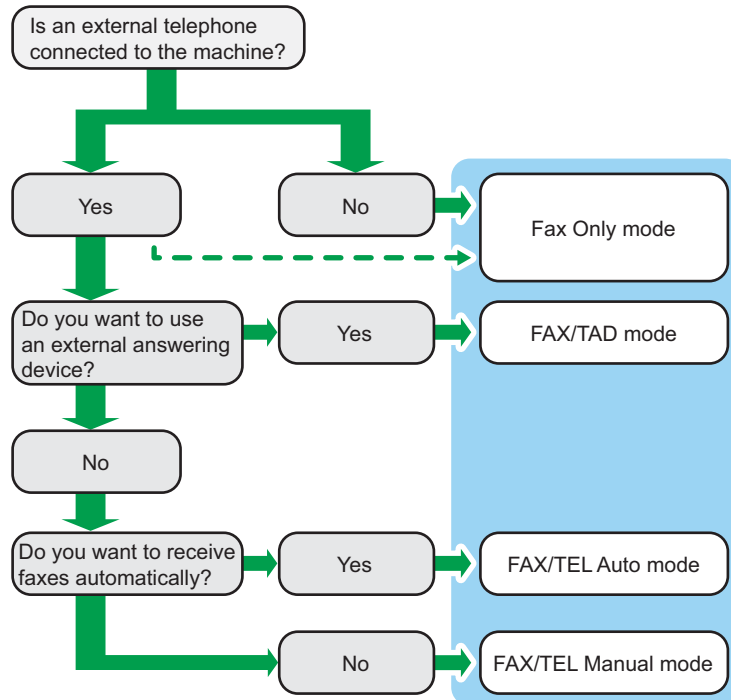 Is an external telephone
connected to the machine?
Yes
No
Fax Only mode
Do you want to use
an external answering
device?
Yes
FAX/TAD mode
No
Do you want to receive
faxes automatically?
Yes
FAX/TEL Auto mode
No
FAX/TEL Manual mode